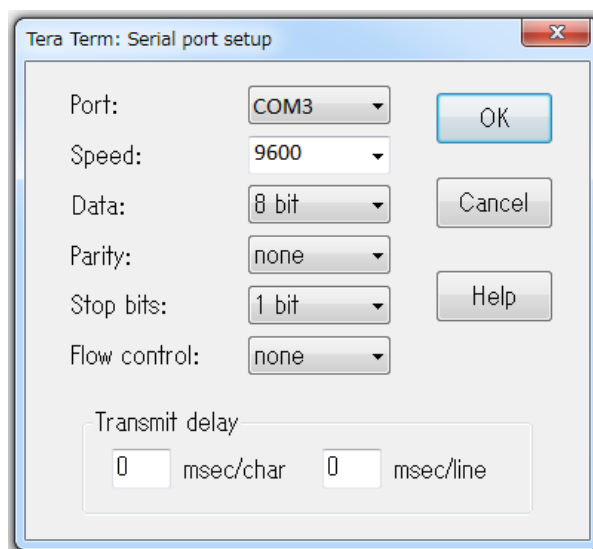 Tera Term: Serial port setup
Port: COM3 OK
Speed: 9600
Data: 8 bit Cancel
Parity: none
Stop bits: 1 bit Help
Flow control: none
Transmit delay
0 msec/char 0 msec/line